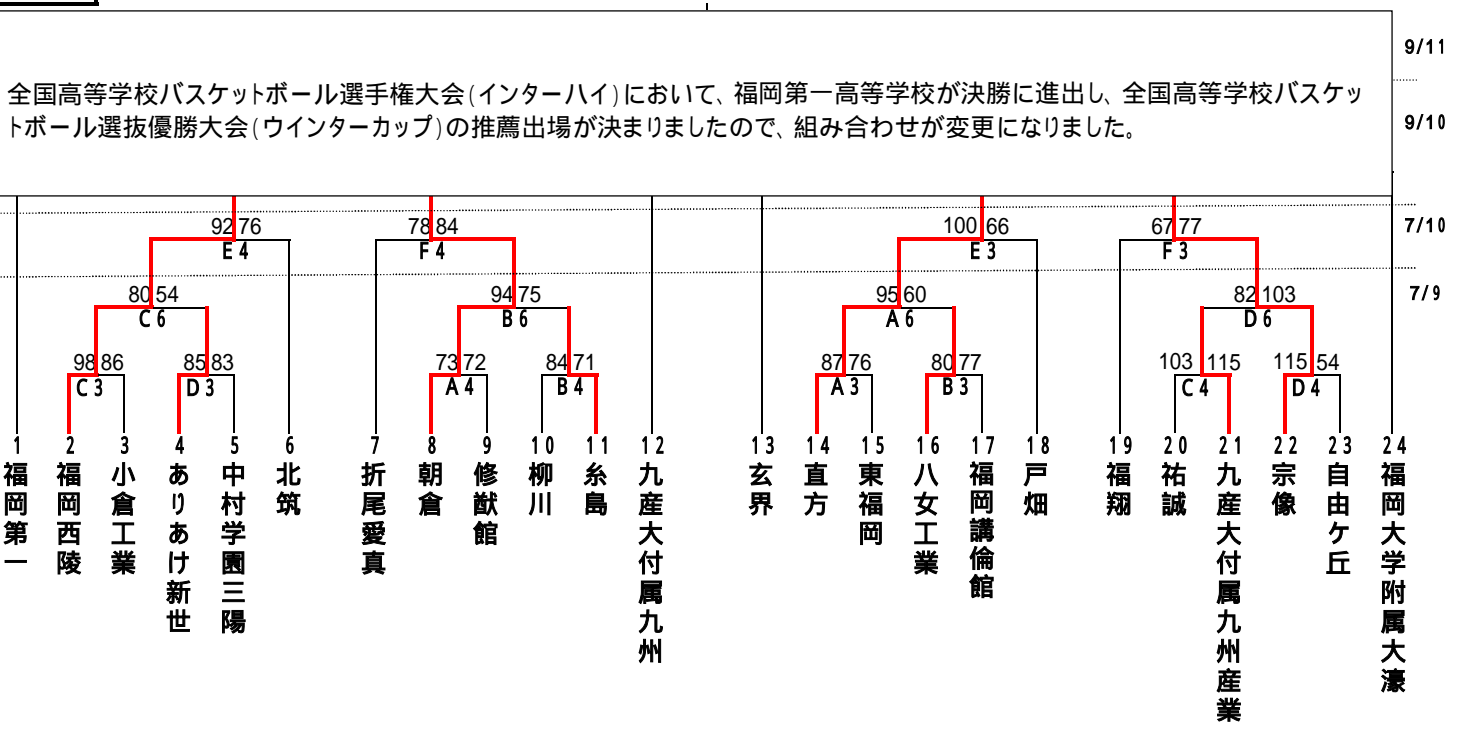 9/11
全国高等学校バスケットボール選手権大会(インターハイ)において、福岡第一高等学校が決勝に進出し、全国高等学校バスケッ
トボール選抜優勝大会(ウインターカップ)の推薦出場が決まりましたので、組み合わせが変更になりました。
9/10
92 76 78 84 100 66 67 77 7/10
E4 F4 E3 F3
80 54 94 75 95 60 82 103 7/9
C6 B6 A6 D6
98 86 85 83 73 72 84 71 87 76 80 77 103 115 115 54
C3 D3 A4 B4 A3 B3 C4 D4
1 2 3 4 5 6 7 8 9 10 11 12 13 14 15 16 17 18 19 20 21 22 23 24
福岡第一
福岡西陵
小倉工業
ありあけ新世
中村学園三陽
北筑
折尾愛真
朝倉
修猷館
柳川
糸島
九産大付属九州
玄界
直方
東福岡
八女工業
福岡講倫館
戸畑
福翔
祐誠
九産大付属九州産業
宗像
自由ケ丘
福岡大学附属大濠